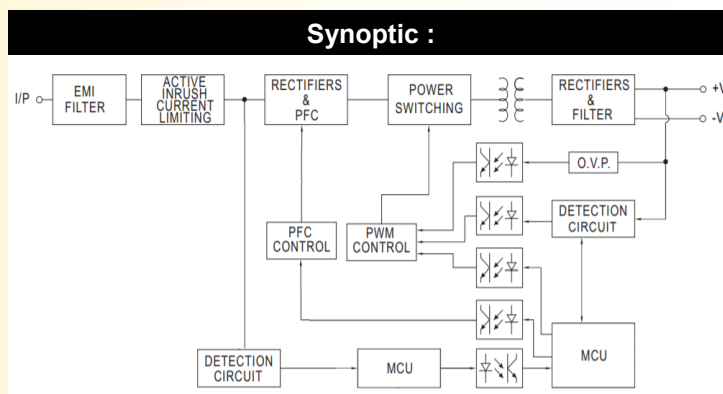 Synoptic :
I/P
EMI
FILTER
ACTIVE
INRUSH
CURRENT
LIMITING
RECTIFIERS
&
PFC
POWER
SWITCHING
RECTIFIERS
&
FILTER
+V
-V
O.V.P.
PFC
CONTROL
PWM
CONTROL
DETECTION
CIRCUIT
DETECTION
CIRCUIT
MCU
MCU